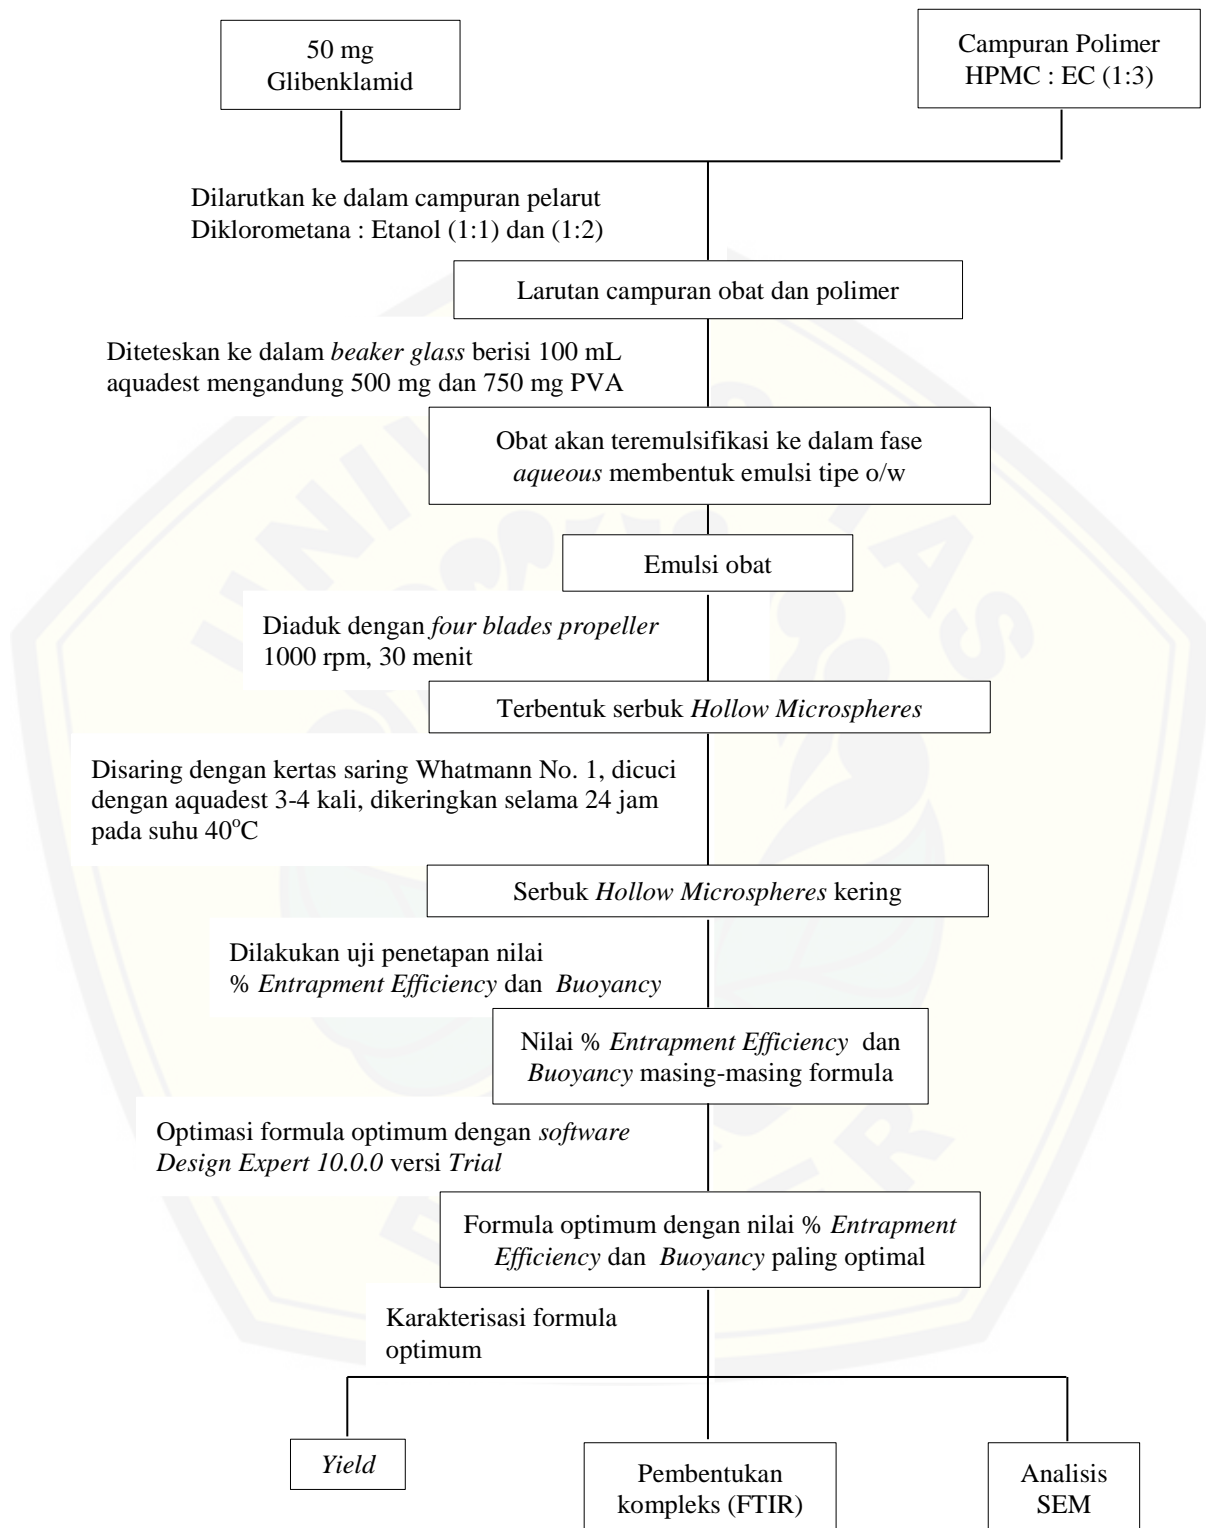 50 mg
Glibenklamid
Campuran Polimer
HPMC : EC (1:3)
Dilarutkan ke dalam campuran pelarut
Diklorometana : Etanol (1:1) dan (1:2)
Larutan campuran obat dan polimer
Diteteskan ke dalam beaker glass berisi 100 mL
aquadest mengandung 500 mg dan 750 mg PVA
Obat akan teremulsifikasi ke dalam fase
aqueous membentuk emulsi tipe o/w
Emulsi obat
Diaduk dengan four blades propeller
1000 rpm, 30 menit
Terbentuk serbuk Hollow Microspheres
Disaring dengan kertas saring Whatmann No. 1, dicuci
dengan aquadest 3-4 kali, dikeringkan selama 24 jam
pada suhu 40°C
Serbuk Hollow Microspheres kering
Dilakukan uji penetapan nilai
% Entrapment Efficiency dan Buoyancy
Nilai % Entrapment Efficiency dan
Buoyancy masing-masing formula
Optimasi formula optimum dengan software
Design Expert 10.0.0 versi Trial
Formula optimum dengan nilai % Entrapment
Efficiency dan Buoyancy paling optimal
Karakterisasi formula
optimum
Yield
Pembentukan
kompleks (FTIR)
Analisis
SEM